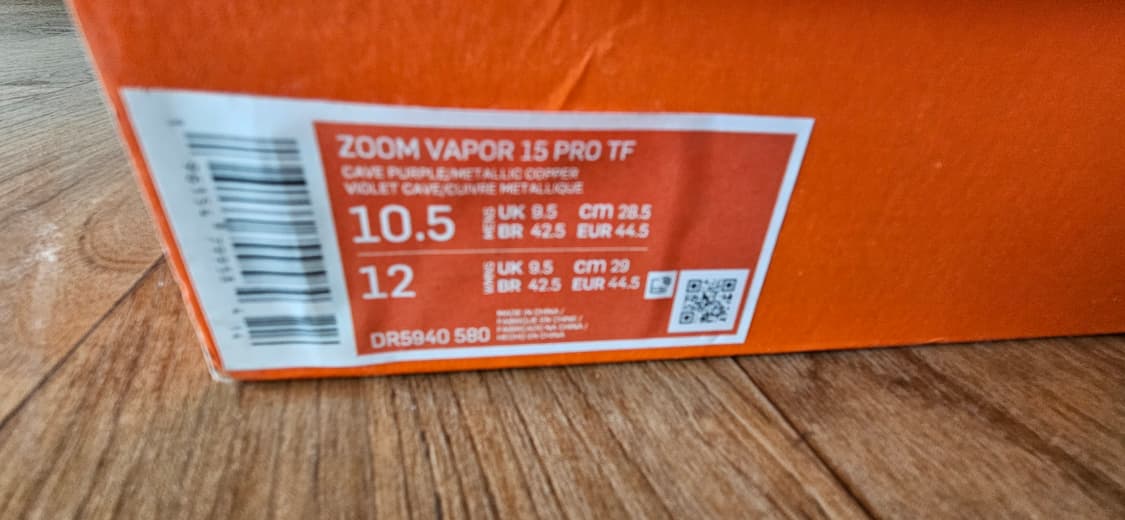 ZOOM VAPOR 15 PRO TF
CAVE PURPLE/METALLIC COPPER
VIOLET CAVE/CUIVRE METALLIQUE
10.5 MENS UK 9.5 cm 28.5
BR 42.5 EUR 44.5
12 WMNS UK 9.5 cm 29
BR 42.5 EUR 44.5
DR5940 580
MADE IN CHINA /
FABRIQUE EN CHINE /
FABRICADO NA CHINA /
HECHO EN CHINA